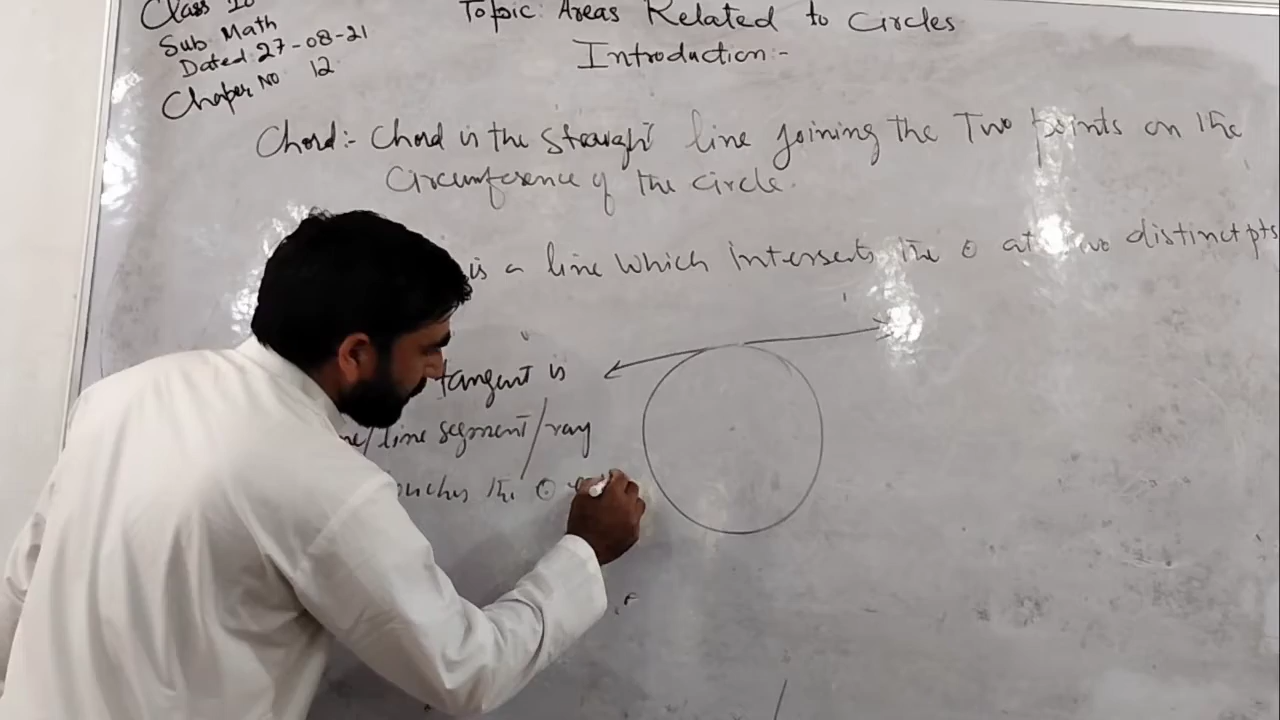 Class 10
Sub. Math
Dated: 27-08-21
Chaper No 12
Topic: Areas Related to Circles
Introduction:-
Chord:- Chord is the straight line joining the Two points on the
Circumference of the circle.
is a line which Intersects the ⊙ at two distinct pts
tangent is
line segment/ray
the ⊙